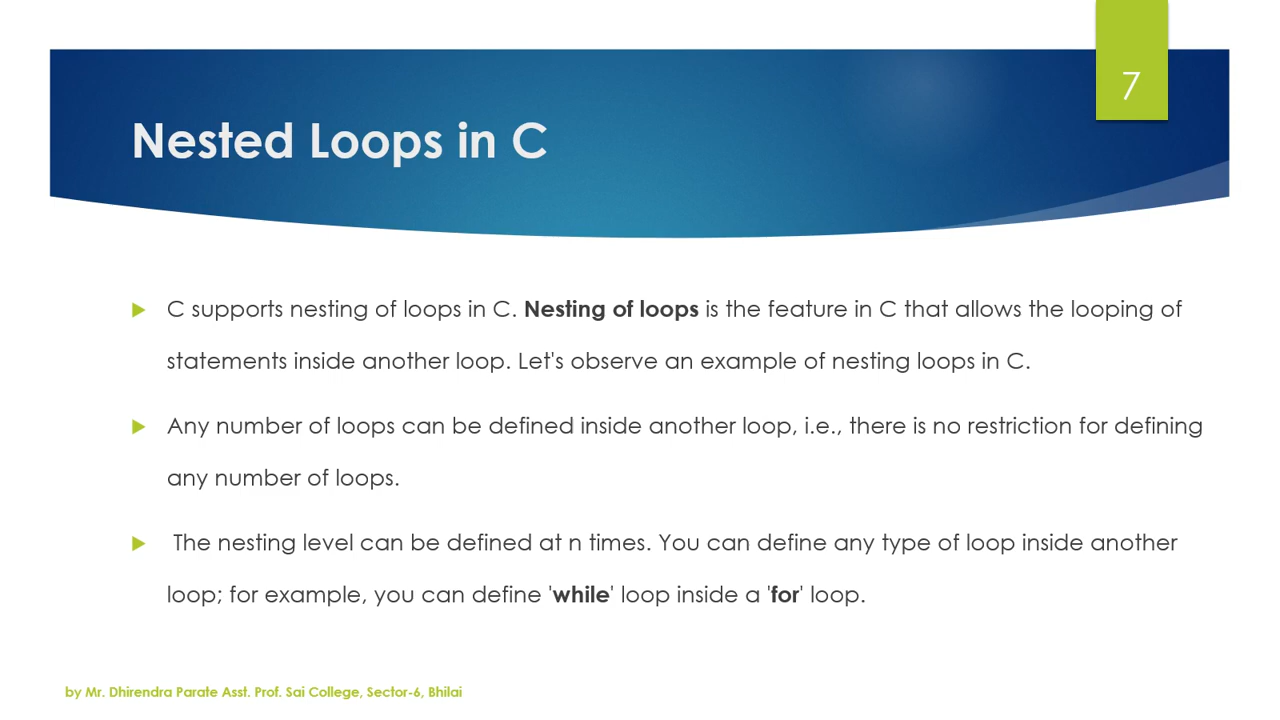 7
Nested Loops in C
C supports nesting of loops in C. Nesting of loops is the feature in C that allows the looping of
statements inside another loop. Let's observe an example of nesting loops in C.
Any number of loops can be defined inside another loop, i.e., there is no restriction for defining
any number of loops.
The nesting level can be defined at n times. You can define any type of loop inside another
loop; for example, you can define 'while' loop inside a 'for' loop.
by Mr. Dhirendra Parate Asst. Prof. Sai College, Sector-6, Bhilai